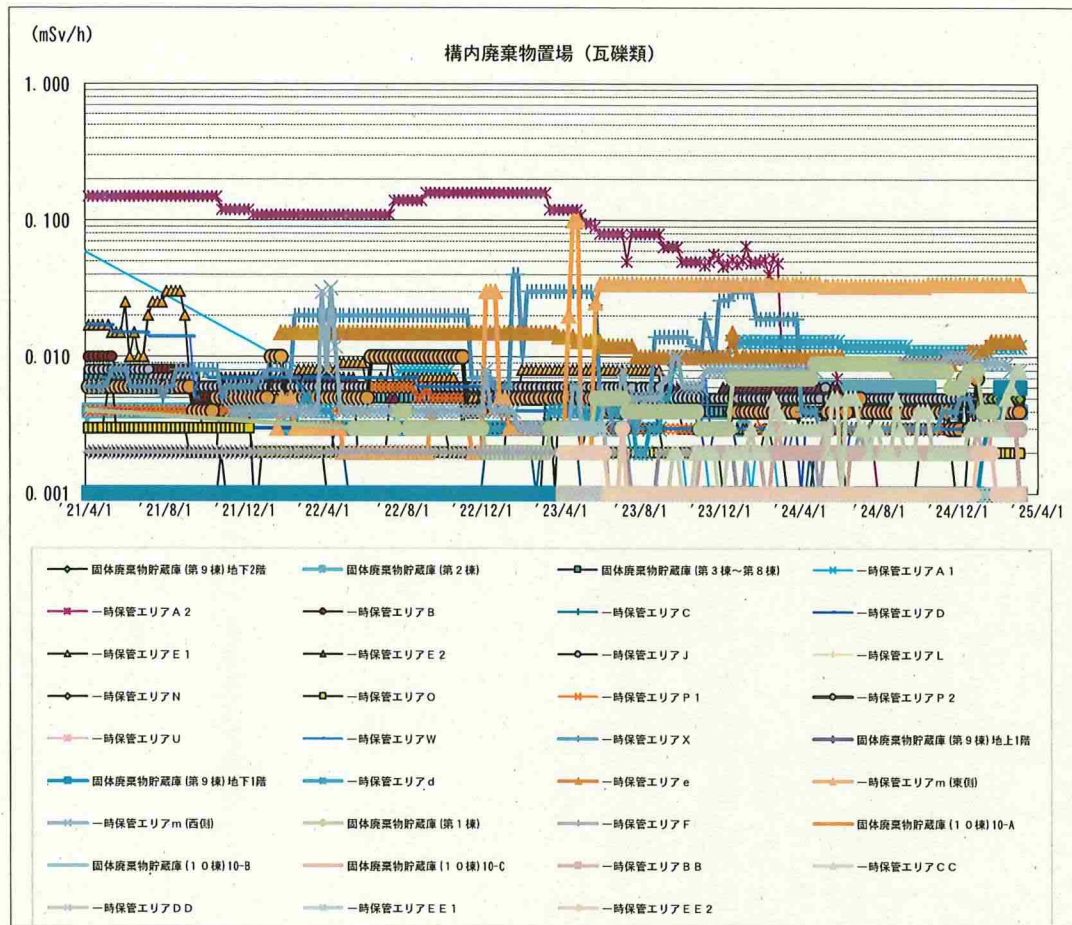 (mSv/h)
構内廃棄物置場 (瓦礫類)
1.000
0.100
0.010
0.001
21/4/1 21/8/1 21/12/1 22/4/1 22/8/1 22/12/1 23/4/1 23/8/1 23/12/1 24/4/1 24/8/1 24/12/1 25/4/1
固体廃棄物貯蔵庫(第9棟)地下2階 固体廃棄物貯蔵庫(第2棟) 固体廃棄物貯蔵庫(第3棟~第8棟) 一時保管エリアA1
一時保管エリアA2 一時保管エリアB 一時保管エリアC 一時保管エリアD
一時保管エリアE1 一時保管エリアE2 一時保管エリアJ 一時保管エリアL
一時保管エリアN 一時保管エリアO 一時保管エリアP1 一時保管エリアP2
一時保管エリアU 一時保管エリアW 一時保管エリアX 固体廃棄物貯蔵庫(第9棟)地上1階
固体廃棄物貯蔵庫(第9棟)地下1階 一時保管エリアd 一時保管エリアe 一時保管エリアm(東側)
一時保管エリアm(西側) 固体廃棄物貯蔵庫(第1棟) 一時保管エリアF 固体廃棄物貯蔵庫(10棟)10-A
固体廃棄物貯蔵庫(10棟)10-B 固体廃棄物貯蔵庫(10棟)10-C 一時保管エリアBB 一時保管エリアCC
一時保管エリアDD 一時保管エリアEE1 一時保管エリアEE2